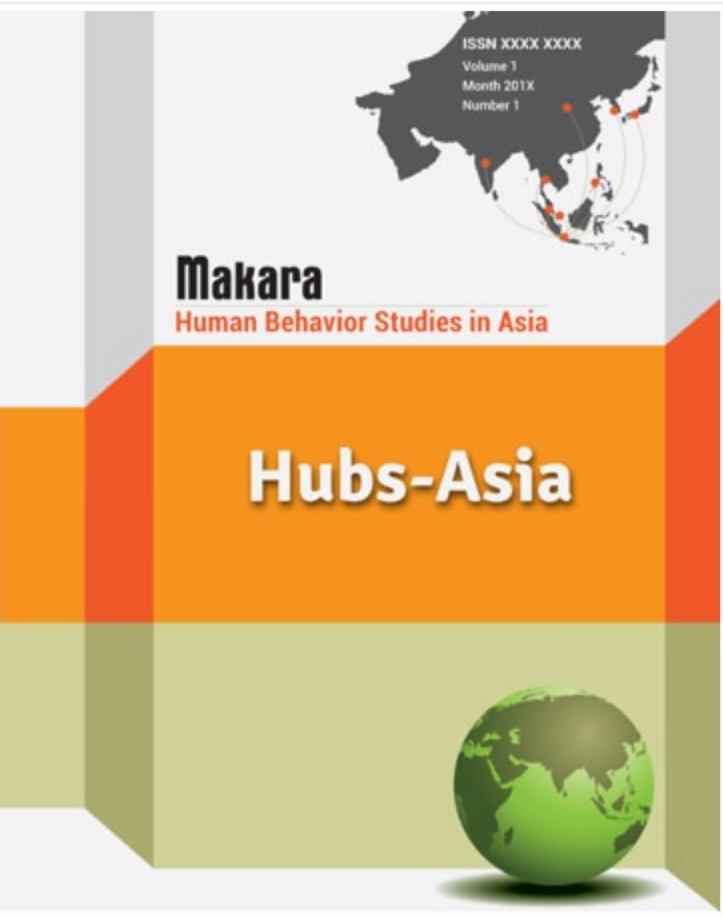 ISSN XXXX XXXX
Volume 1
Month 201X
Number 1
Makara
Human Behavior Studies in Asia
Hubs-Asia